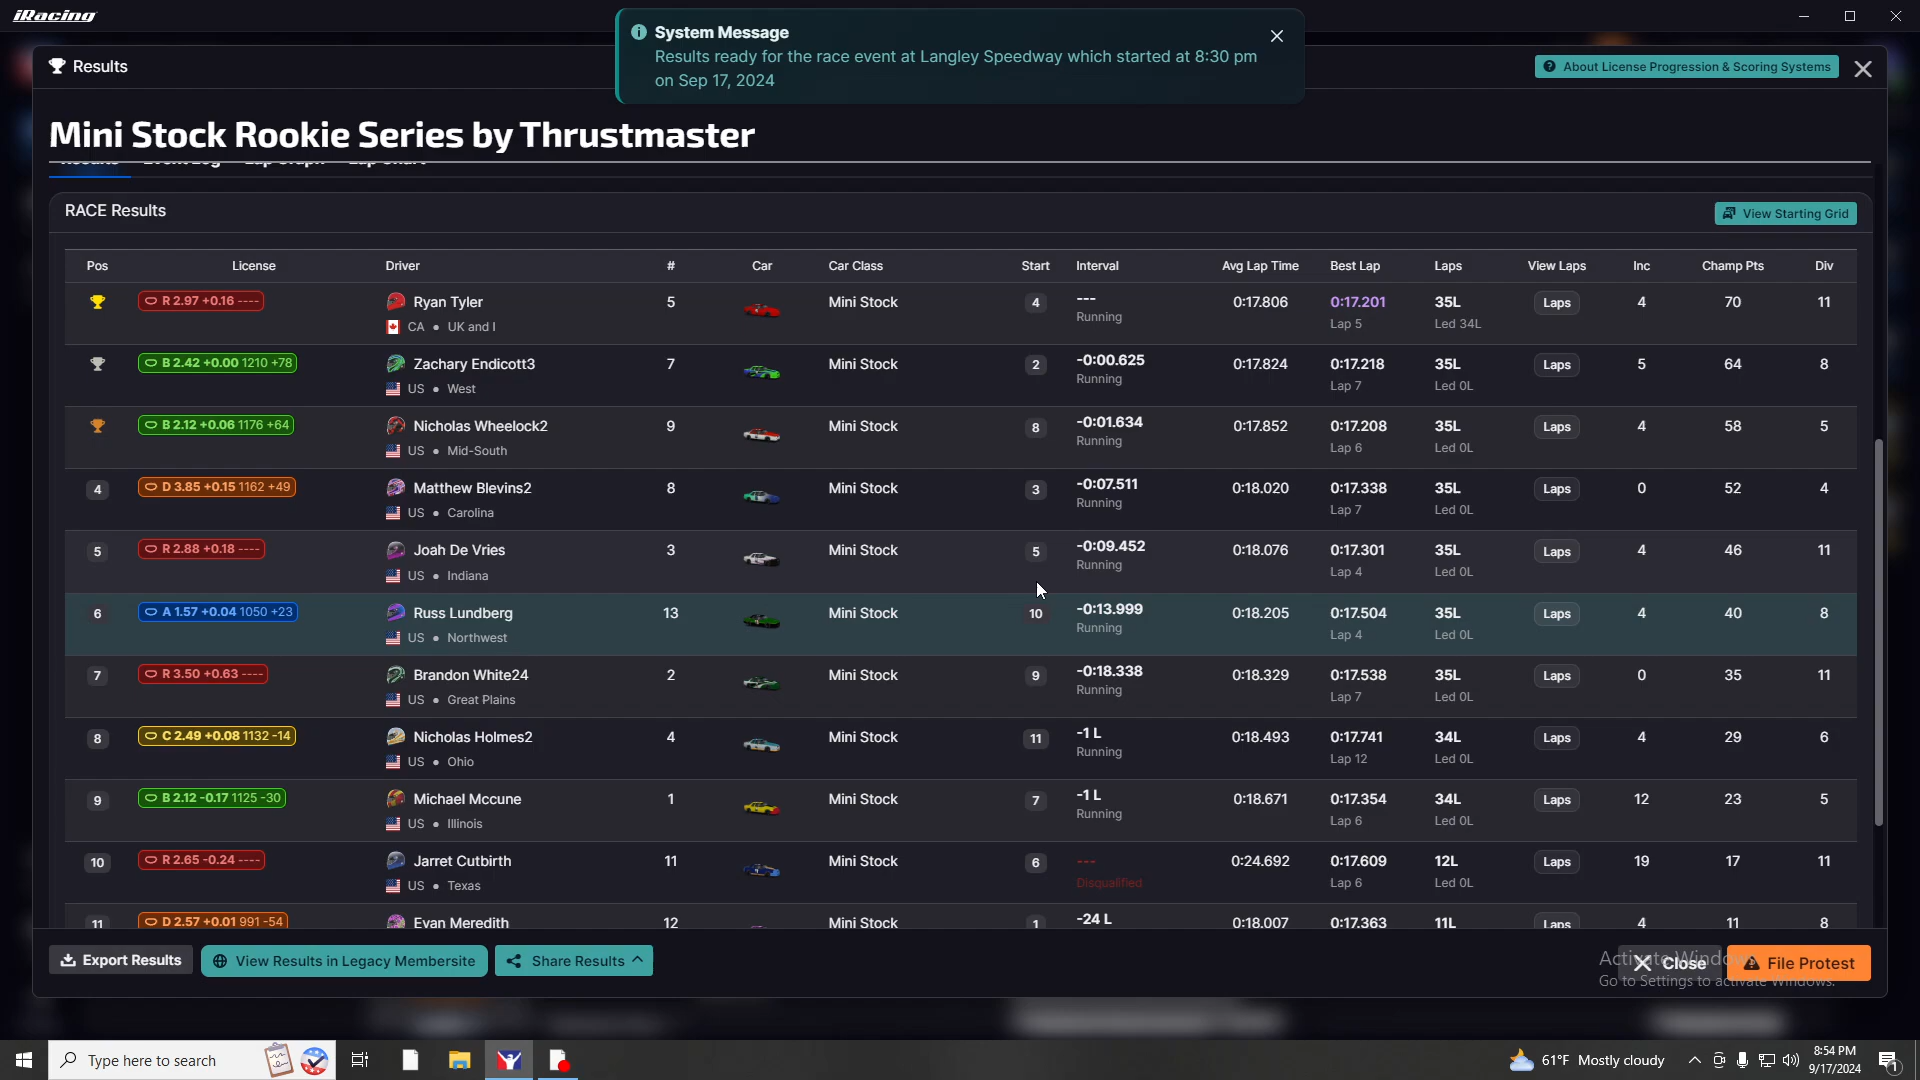 iRacing
System Message
Results ready for the race event at Langley Speedway which started at 8:30 pm
on Sep 17, 2024
Results
About License Progression & Scoring Systems
Mini Stock Rookie Series by Thrustmaster
Results Event Log Lap Graph Lap Chart
RACE Results
View Starting Grid
Pos License Driver # Car Car Class Start Interval Avg Lap Time Best Lap Laps View Laps Inc Champ Pts Div
R 2.97 +0.16 ---- Ryan Tyler 5 Mini Stock 4 --- 0:17.806 0:17.201 35L Laps 4 70 11
CA • UK and I Running Lap 5 Led 34L
B 2.42 +0.00 1210 +78 Zachary Endicott3 7 Mini Stock 2 -0:00.625 0:17.824 0:17.218 35L Laps 5 64 8
US • West Running Lap 7 Led 0L
B 2.12 +0.06 1176 +64 Nicholas Wheelock2 9 Mini Stock 8 -0:01.634 0:17.852 0:17.208 35L Laps 4 58 5
US • Mid-South Running Lap 6 Led 0L
4 D 3.85 +0.15 1162 +49 Matthew Blevins2 8 Mini Stock 3 -0:07.511 0:18.020 0:17.338 35L Laps 0 52 4
US • Carolina Running Lap 7 Led 0L
5 R 2.88 +0.18 ---- Joah De Vries 3 Mini Stock 5 -0:09.452 0:18.076 0:17.301 35L Laps 4 46 11
US • Indiana Running Lap 4 Led 0L
6 A 1.57 +0.04 1050 +23 Russ Lundberg 13 Mini Stock 10 -0:13.999 0:18.205 0:17.504 35L Laps 4 40 8
US • Northwest Running Lap 4 Led 0L
7 R 3.50 +0.63 ---- Brandon White24 2 Mini Stock 9 -0:18.338 0:18.329 0:17.538 35L Laps 0 35 11
US • Great Plains Running Lap 7 Led 0L
8 C 2.49 +0.08 1132 -14 Nicholas Holmes2 4 Mini Stock 11 -1 L 0:18.493 0:17.741 34L Laps 4 29 6
US • Ohio Running Lap 12 Led 0L
9 B 2.12 -0.17 1125 -30 Michael Mccune 1 Mini Stock 7 -1 L 0:18.671 0:17.354 34L Laps 12 23 5
US • Illinois Running Lap 6 Led 0L
10 R 2.65 -0.24 ---- Jarret Cutbirth 11 Mini Stock 6 --- 0:24.692 0:17.609 12L Laps 19 17 11
US • Texas Disqualified Lap 6 Led 0L
11 D 2.57 +0.01 991 -54 Evan Meredith 12 Mini Stock 1 -24 L 0:18.007 0:17.363 11L Laps 4 11 8
Export Results View Results in Legacy Membersite Share Results Close File Protest
Activate Windows
Go to Settings to activate Windows.
Type here to search 61°F Mostly cloudy 8:54 PM
9/17/2024
1